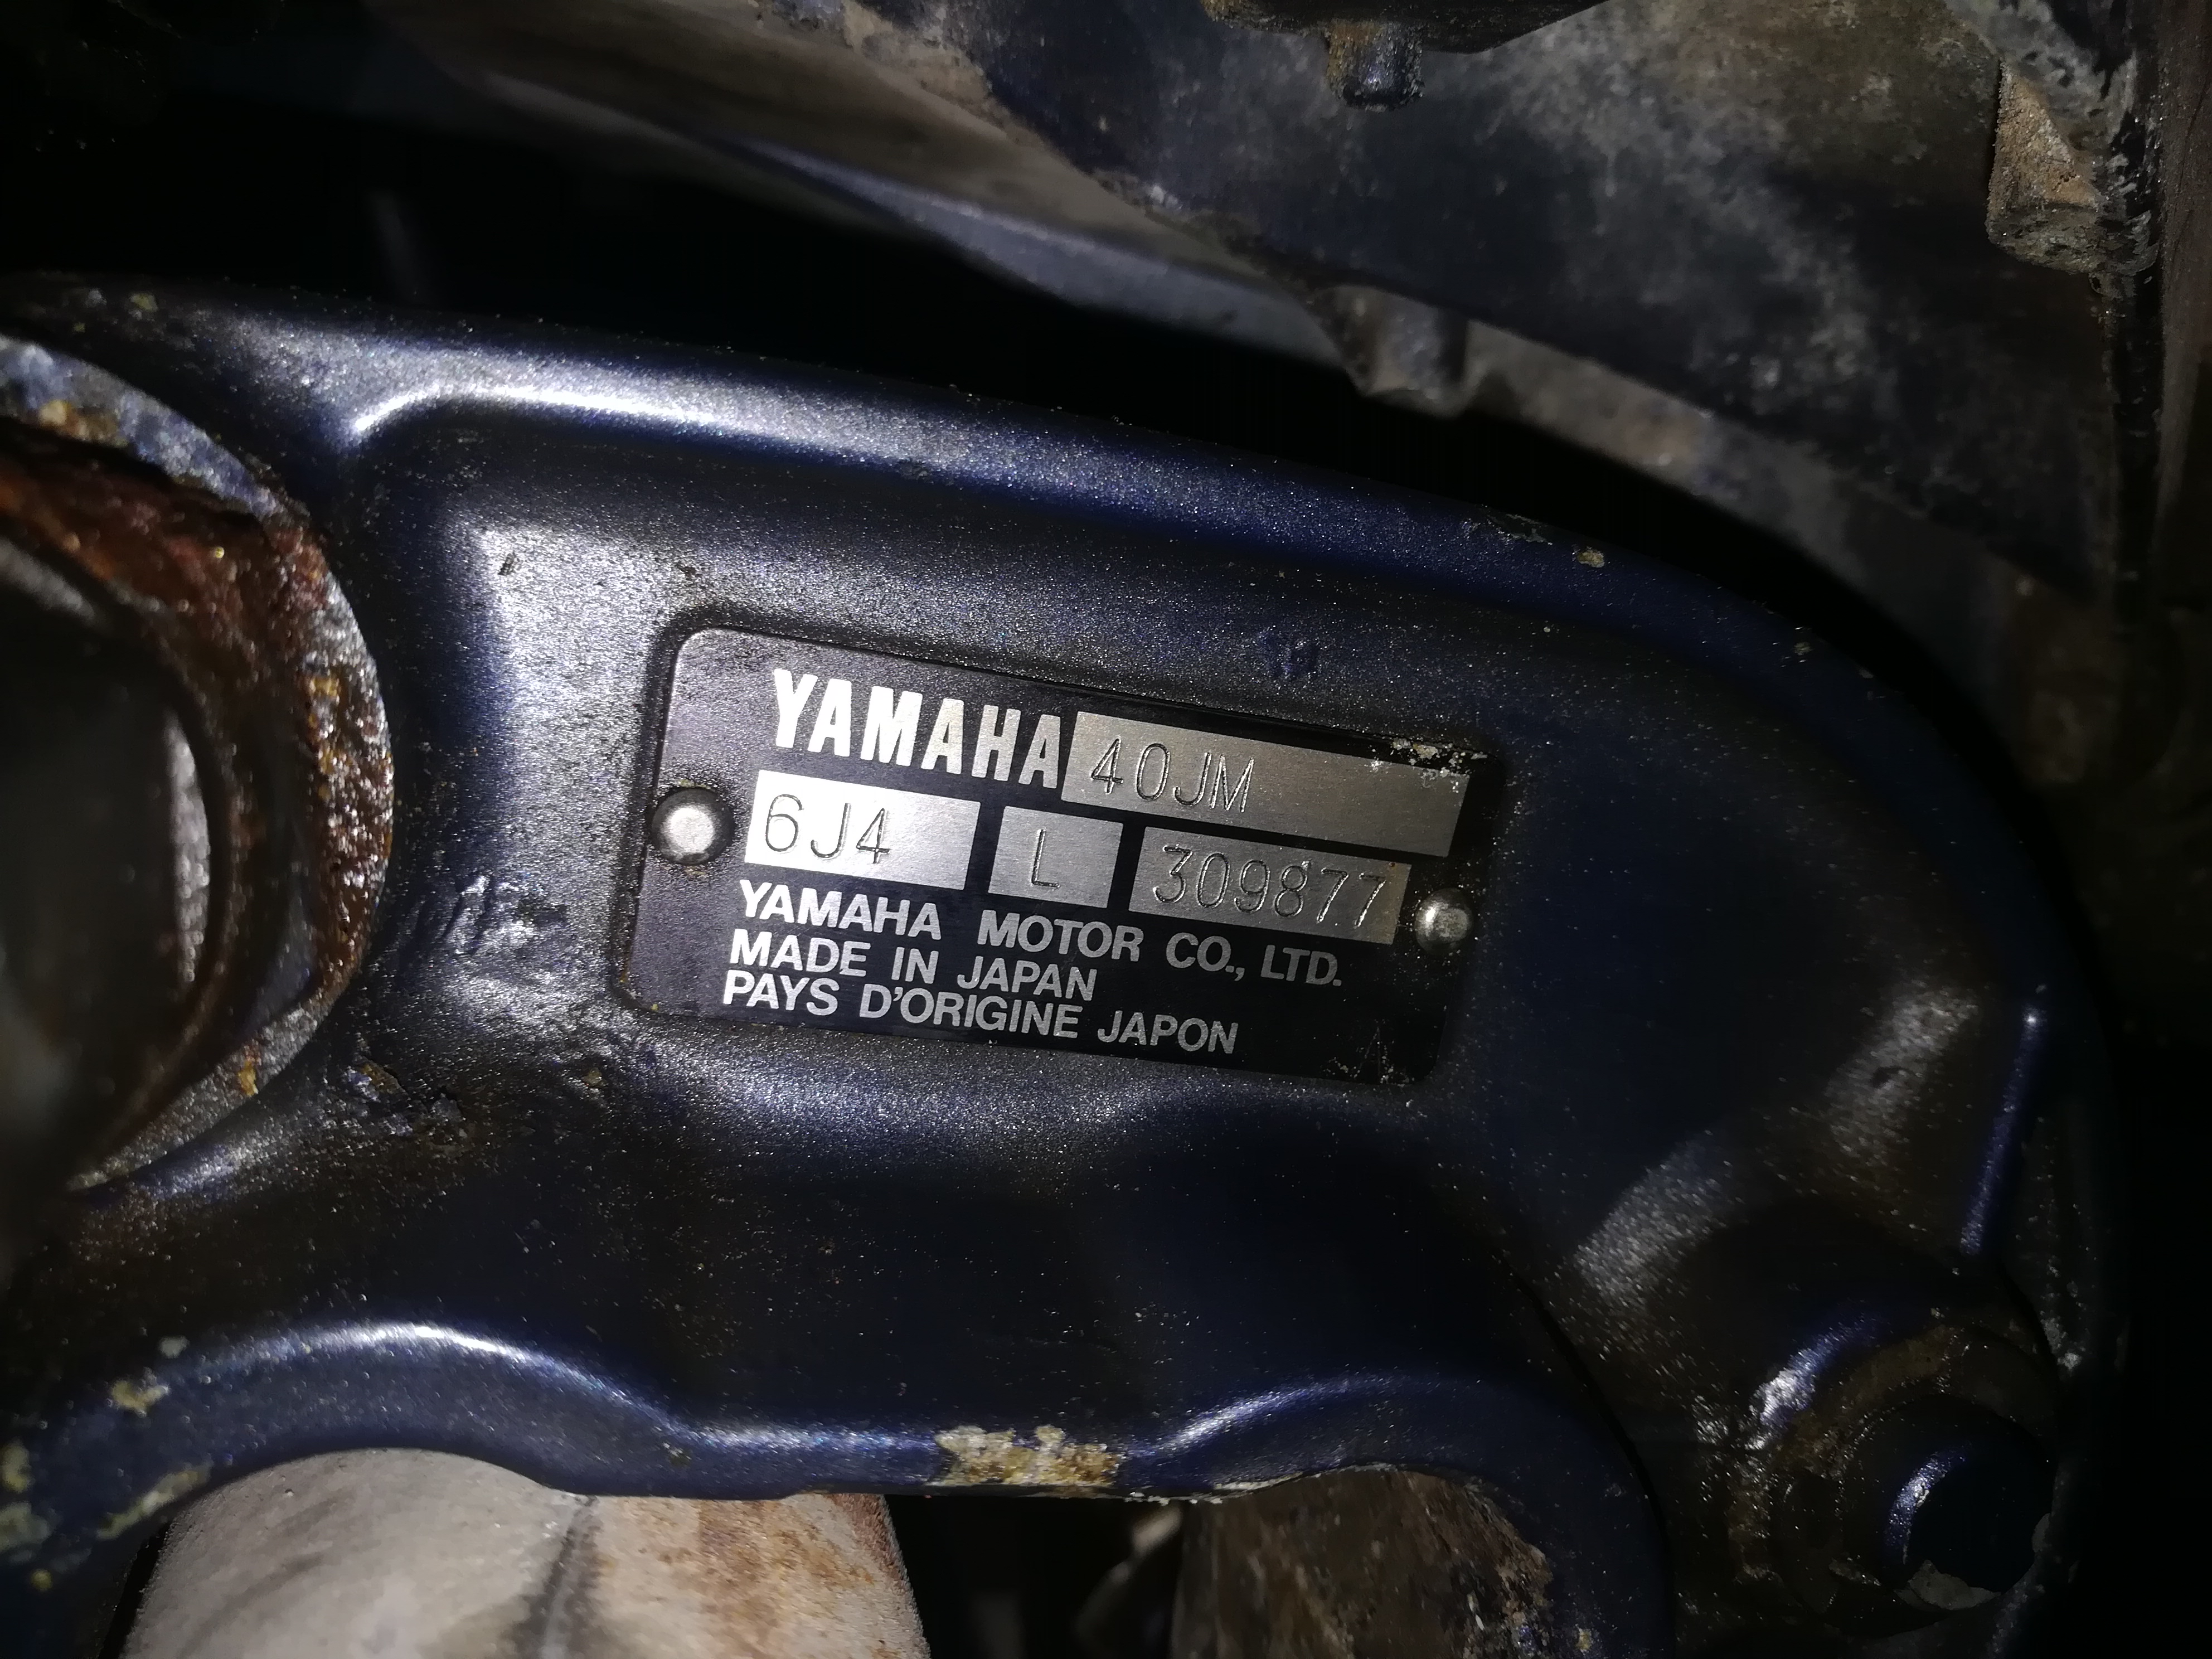 YAMAHA 40JM
6J4 L 309877
YAMAHA MOTOR CO., LTD.
MADE IN JAPAN
PAYS D'ORIGINE JAPON